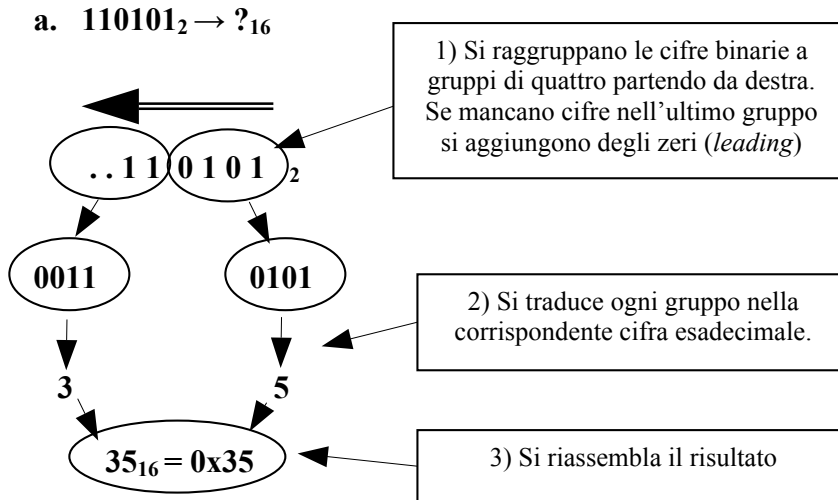 a. 110101₂ → ?₁₆
1) Si raggruppano le cifre binarie a
gruppi di quattro partendo da destra.
Se mancano cifre nell’ultimo gruppo
si aggiungono degli zeri (leading)
. . 1 1 0 1 0 1 ₂
0011
0101
2) Si traduce ogni gruppo nella
corrispondente cifra esadecimale.
3
5
35₁₆ = 0x35
3) Si riassembla il risultato